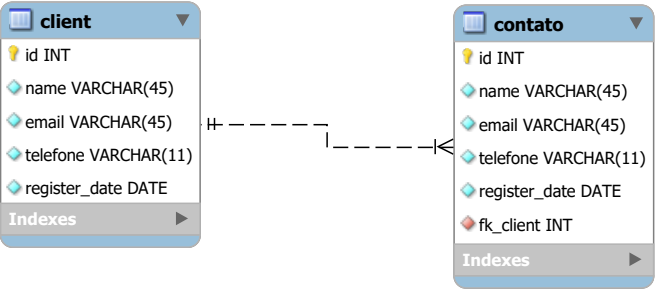 client
id INT
name VARCHAR(45)
email VARCHAR(45)
telefone VARCHAR(11)
register_date DATE
Indexes
contato
id INT
name VARCHAR(45)
email VARCHAR(45)
telefone VARCHAR(11)
register_date DATE
fk_client INT
Indexes